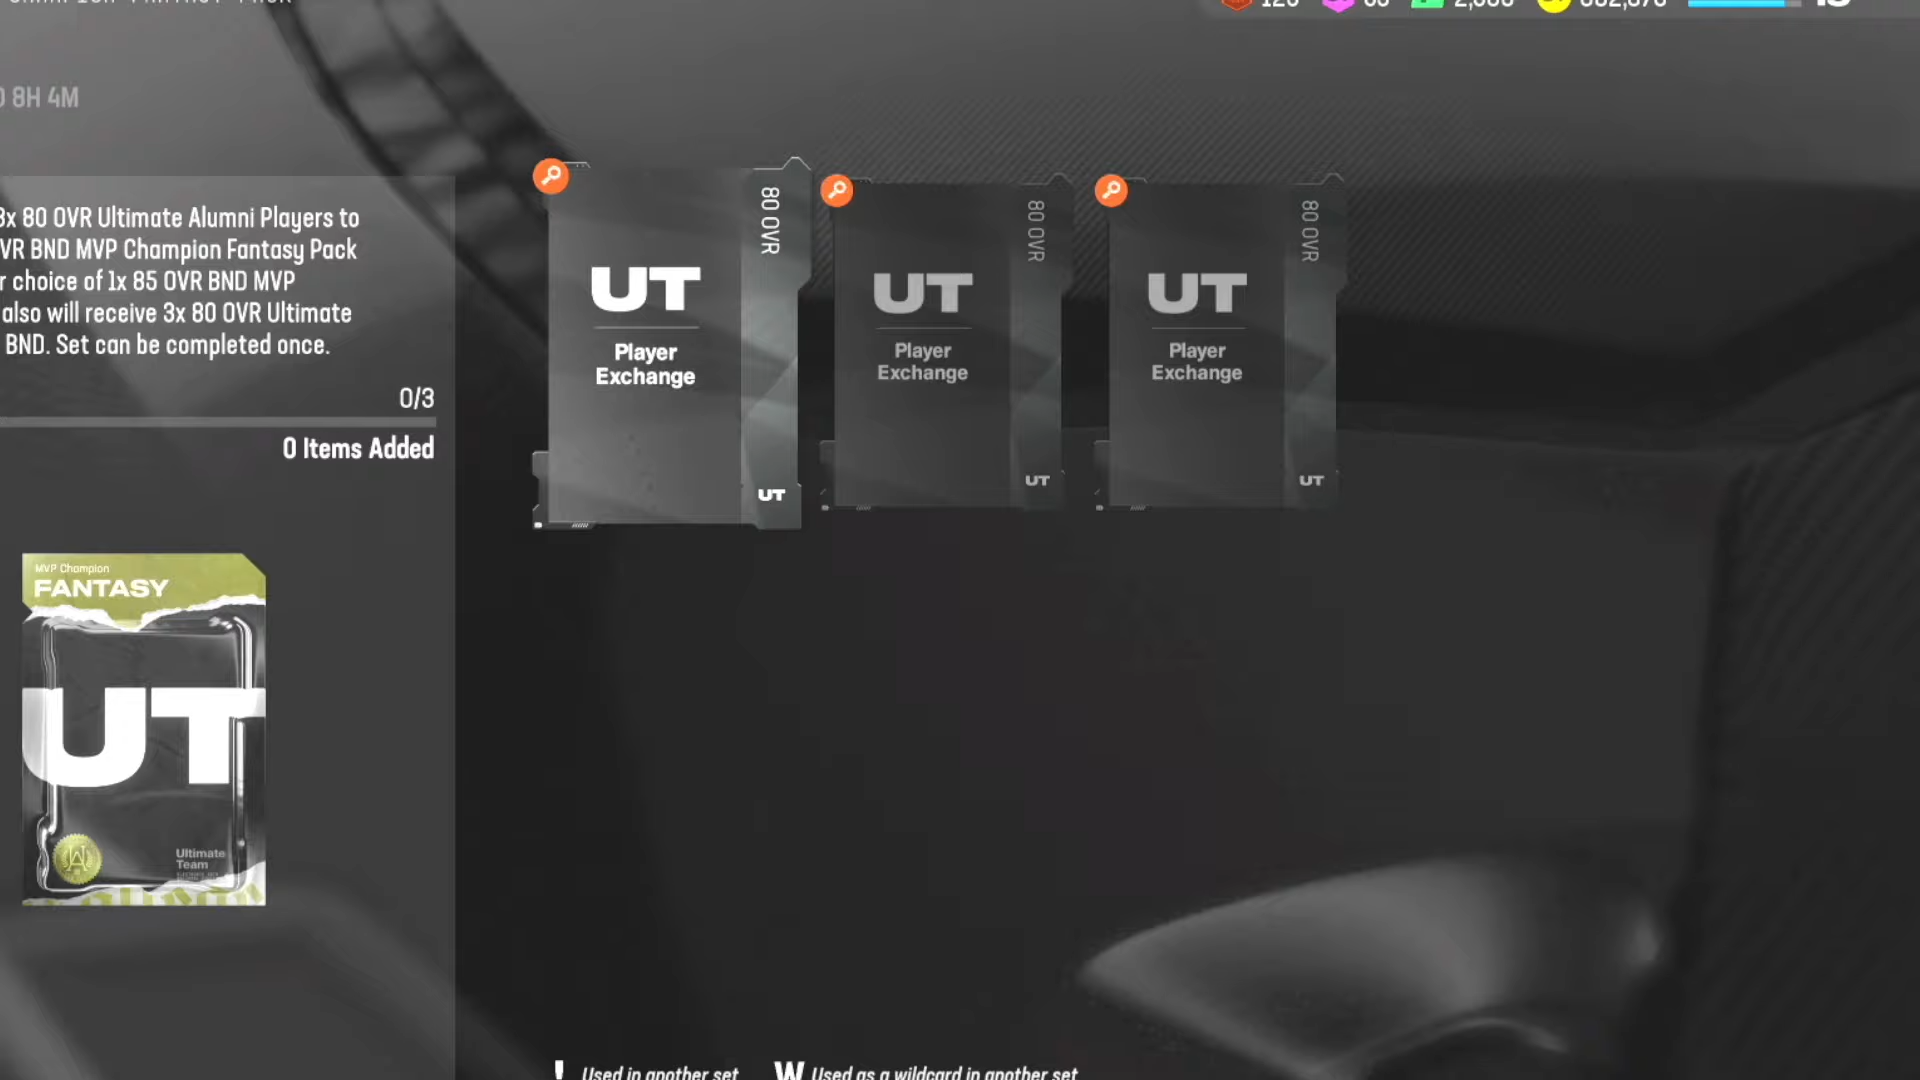 8H 4M
3x 80 OVR Ultimate Alumni Players to
VR BND MVP Champion Fantasy Pack
r choice of 1x 85 OVR BND MVP
also will receive 3x 80 OVR Ultimate
BND. Set can be completed once.
0/3
0 Items Added
80 OVR
UT
Player
Exchange
UT
80 OVR
UT
Player
Exchange
UT
80 OVR
UT
Player
Exchange
UT
MVP Champion
FANTASY
UT
Ultimate
Team
! Used in another set
W Used as a wildcard in another set